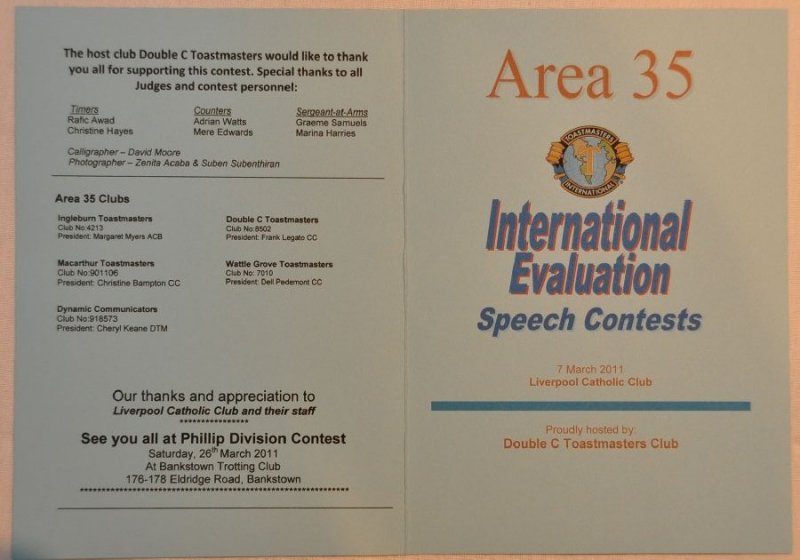 The host club Double C Toastmasters would like to thank
you all for supporting this contest. Special thanks to all
Judges and contest personnel:
Timers
Rafic Awad
Christine Hayes
Counters
Adrian Watts
Mere Edwards
Sergeant-at-Arms
Graeme Samuels
Marina Harries
Calligrapher – David Moore
Photographer – Zenita Acaba & Suben Subenthiran
Area 35 Clubs
Ingleburn Toastmasters
Club No:4213
President: Margaret Myers ACB
Double C Toastmasters
Club No:8502
President: Frank Legato CC
Macarthur Toastmasters
Club No:901106
President: Christine Bampton CC
Wattle Grove Toastmasters
Club No: 7010
President: Dell Pedemont CC
Dynamic Communicators
Club No:918573
President: Cheryl Keane DTM
Our thanks and appreciation to
Liverpool Catholic Club and their staff
****************
See you all at Phillip Division Contest
Saturday, 26th March 2011
At Bankstown Trotting Club
176-178 Eldridge Road, Bankstown
****************************************************************
Area 35
TOASTMASTERS
T
INTERNATIONAL
International
Evaluation
Speech Contests
7 March 2011
Liverpool Catholic Club
Proudly hosted by:
Double C Toastmasters Club